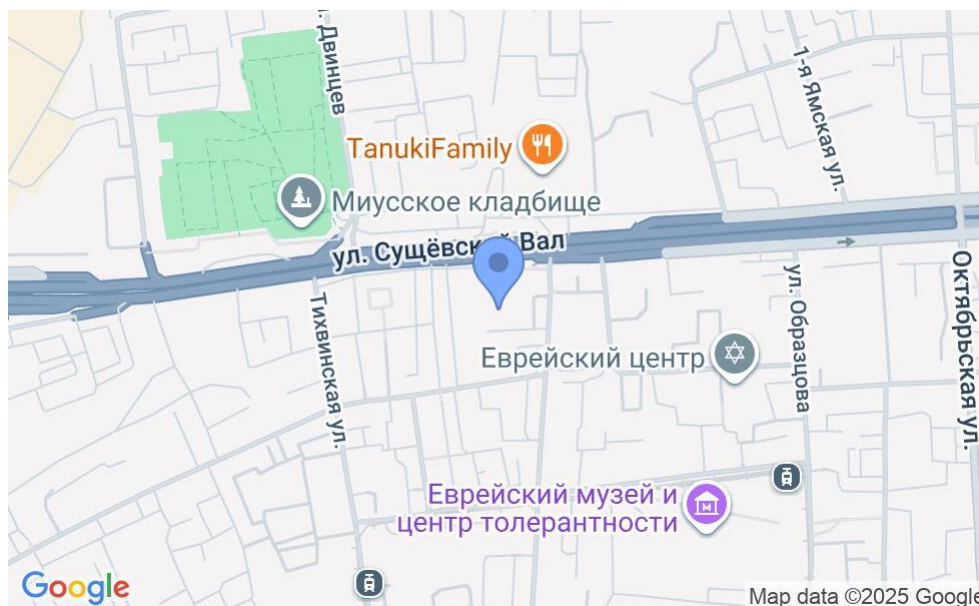 . Двинцев
1-я Ямская ул.
TanukiFamily
Миусское кладбище
ул. Сущёвский Вал
Тихвинская ул.
Еврейский центр
ул. Образцова
Октябрьская ул.
Еврейский музей и
центр толерантности
M
Google
Map data ©2025 Google